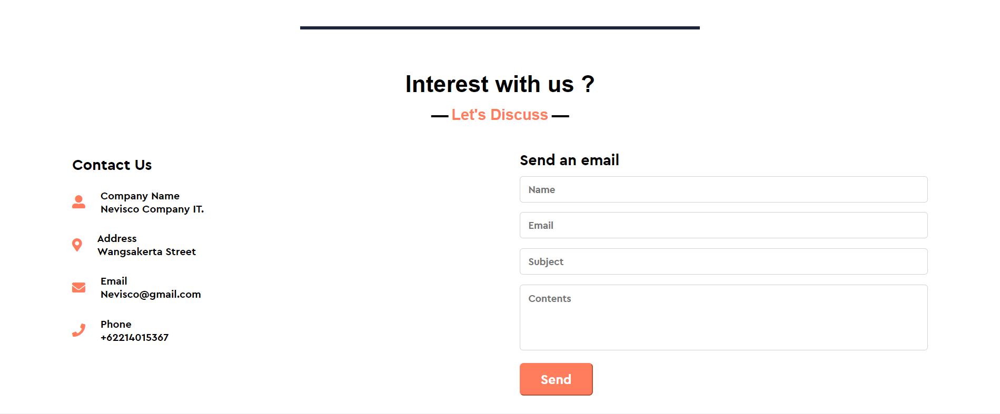 Interest with us ?
Let's Discuss
Contact Us
Company Name
Nevisco Company IT.
Address
Wangsakerta Street
Email
Nevisco@gmail.com
Phone
+62214015367
Send an email
Name
Email
Subject
Contents
Send